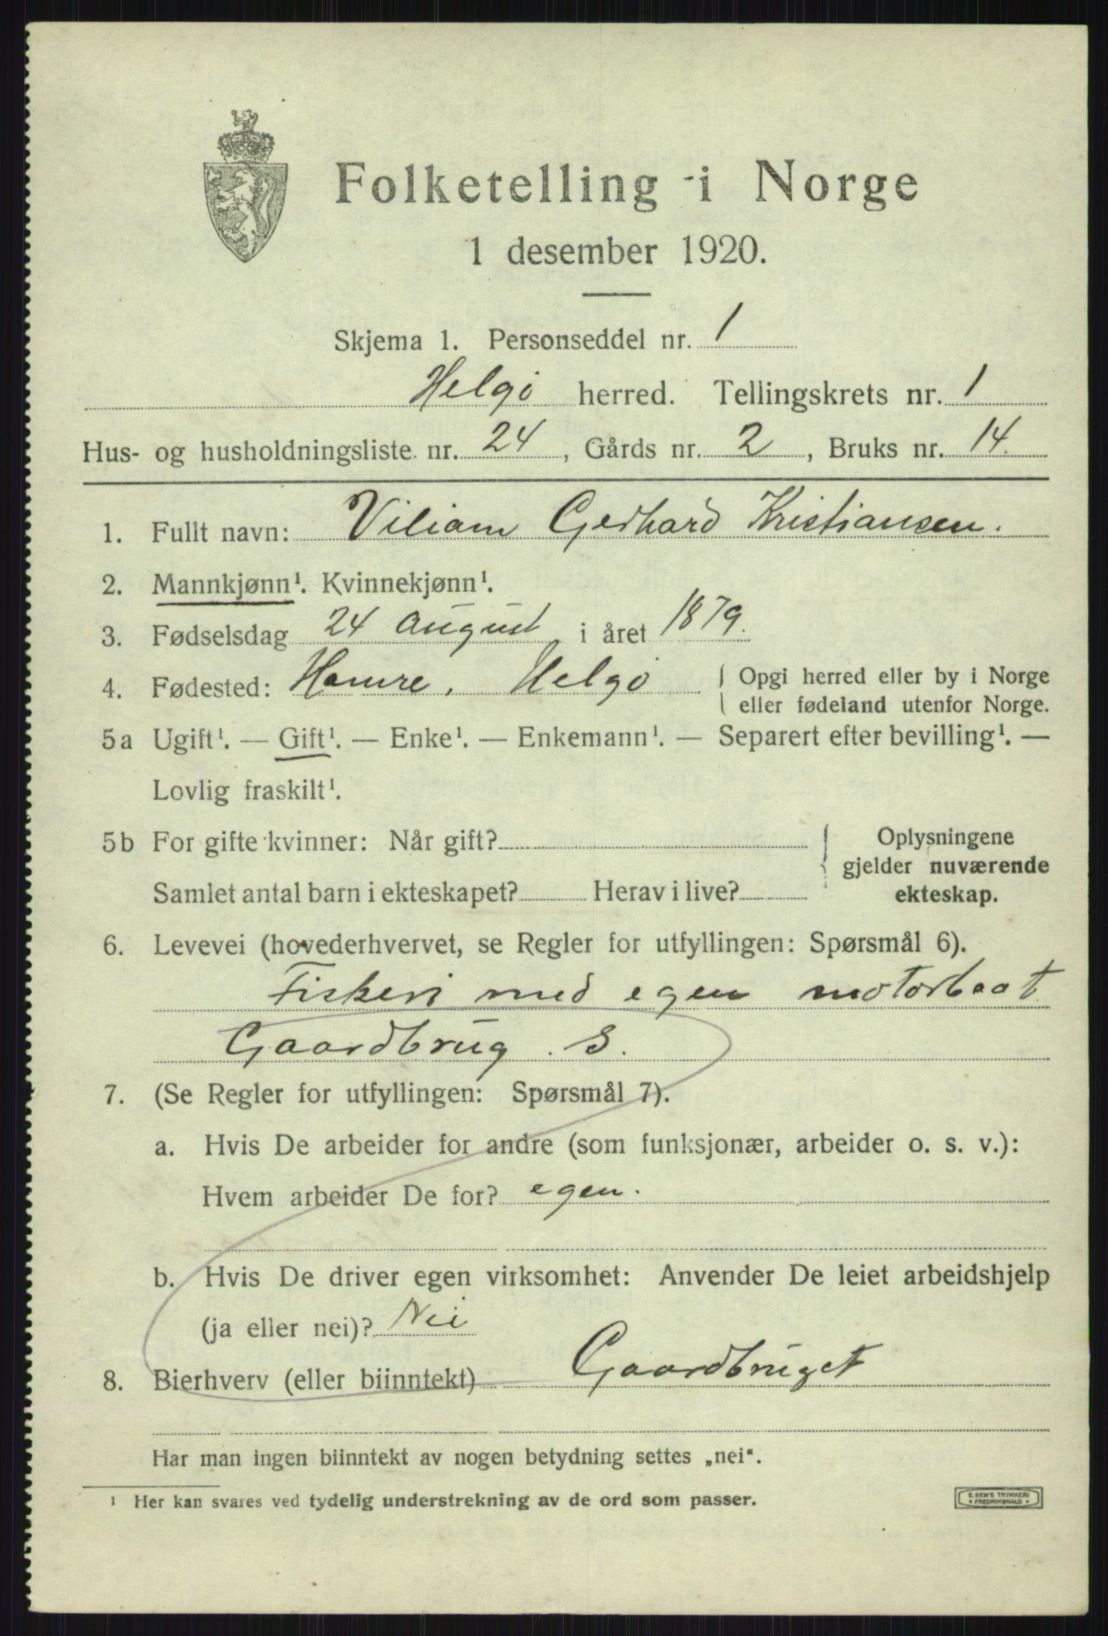 Folketelling i Norge
1 desember 1920.
Skjema 1. Personseddel nr. 1
Helgö herred. Tellingskrets nr. 1
Hus- og husholdningsliste nr. 24, Gårds nr. 2, Bruks nr. 14.
1. Fullt navn: Viliam Gerhard Kristiansen.
2. Mannkjønn¹. Kvinnekjønn¹.
3. Fødselsdag 24 august i året 1879.
4. Fødested: Hamre, Helgö { Opgi herred eller by i Norge
eller fødeland utenfor Norge.
5a Ugift¹. — Gift¹. — Enke¹. — Enkemann¹. — Separert efter bevilling¹. —
Lovlig fraskilt¹.
5b For gifte kvinner: Når gift? { Oplysningene
gjelder nuværende
Samlet antal barn i ekteskapet? Herav i live? ekteskap.
6. Levevei (hovederhvervet, se Regler for utfyllingen: Spørsmål 6).
Fiskeri med egen motorbaat
Gaardbrug. S.
7. (Se Regler for utfyllingen: Spørsmål 7).
a. Hvis De arbeider for andre (som funksjonær, arbeider o. s. v.):
Hvem arbeider De for? egen.
b. Hvis De driver egen virksomhet: Anvender De leiet arbeidshjelp
(ja eller nei)? Nei
8. Bierhverv (eller biinntekt) Gaardbruget
Har man ingen biinntekt av nogen betydning settes „nei“.
¹ Her kan svares ved tydelig understrekning av de ord som passer.
E. SEM'S TRYKKERI
FREDRIKSHALD